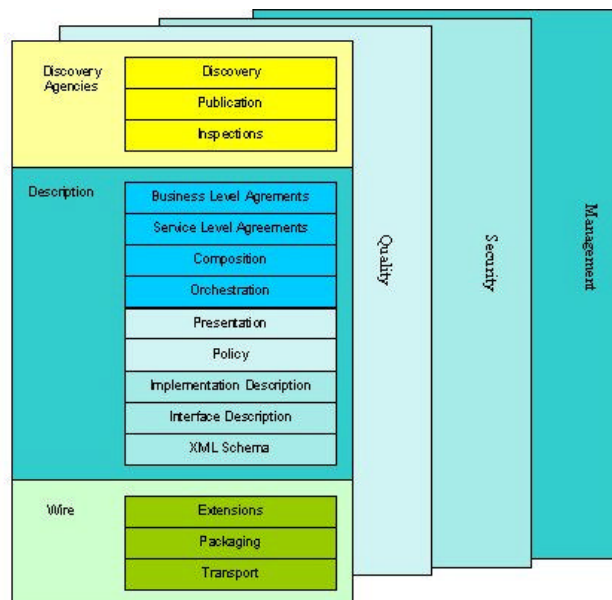 Discovery
Agencies
Discovery
Publication
Inspections
Description
Business Level Agrements
Service Level Agreements
Composition
Orchestration
Presentation
Policy
Implementation Description
Interface Description
XML Schema
Wire
Extensions
Packaging
Transport
Quality
Security
Management